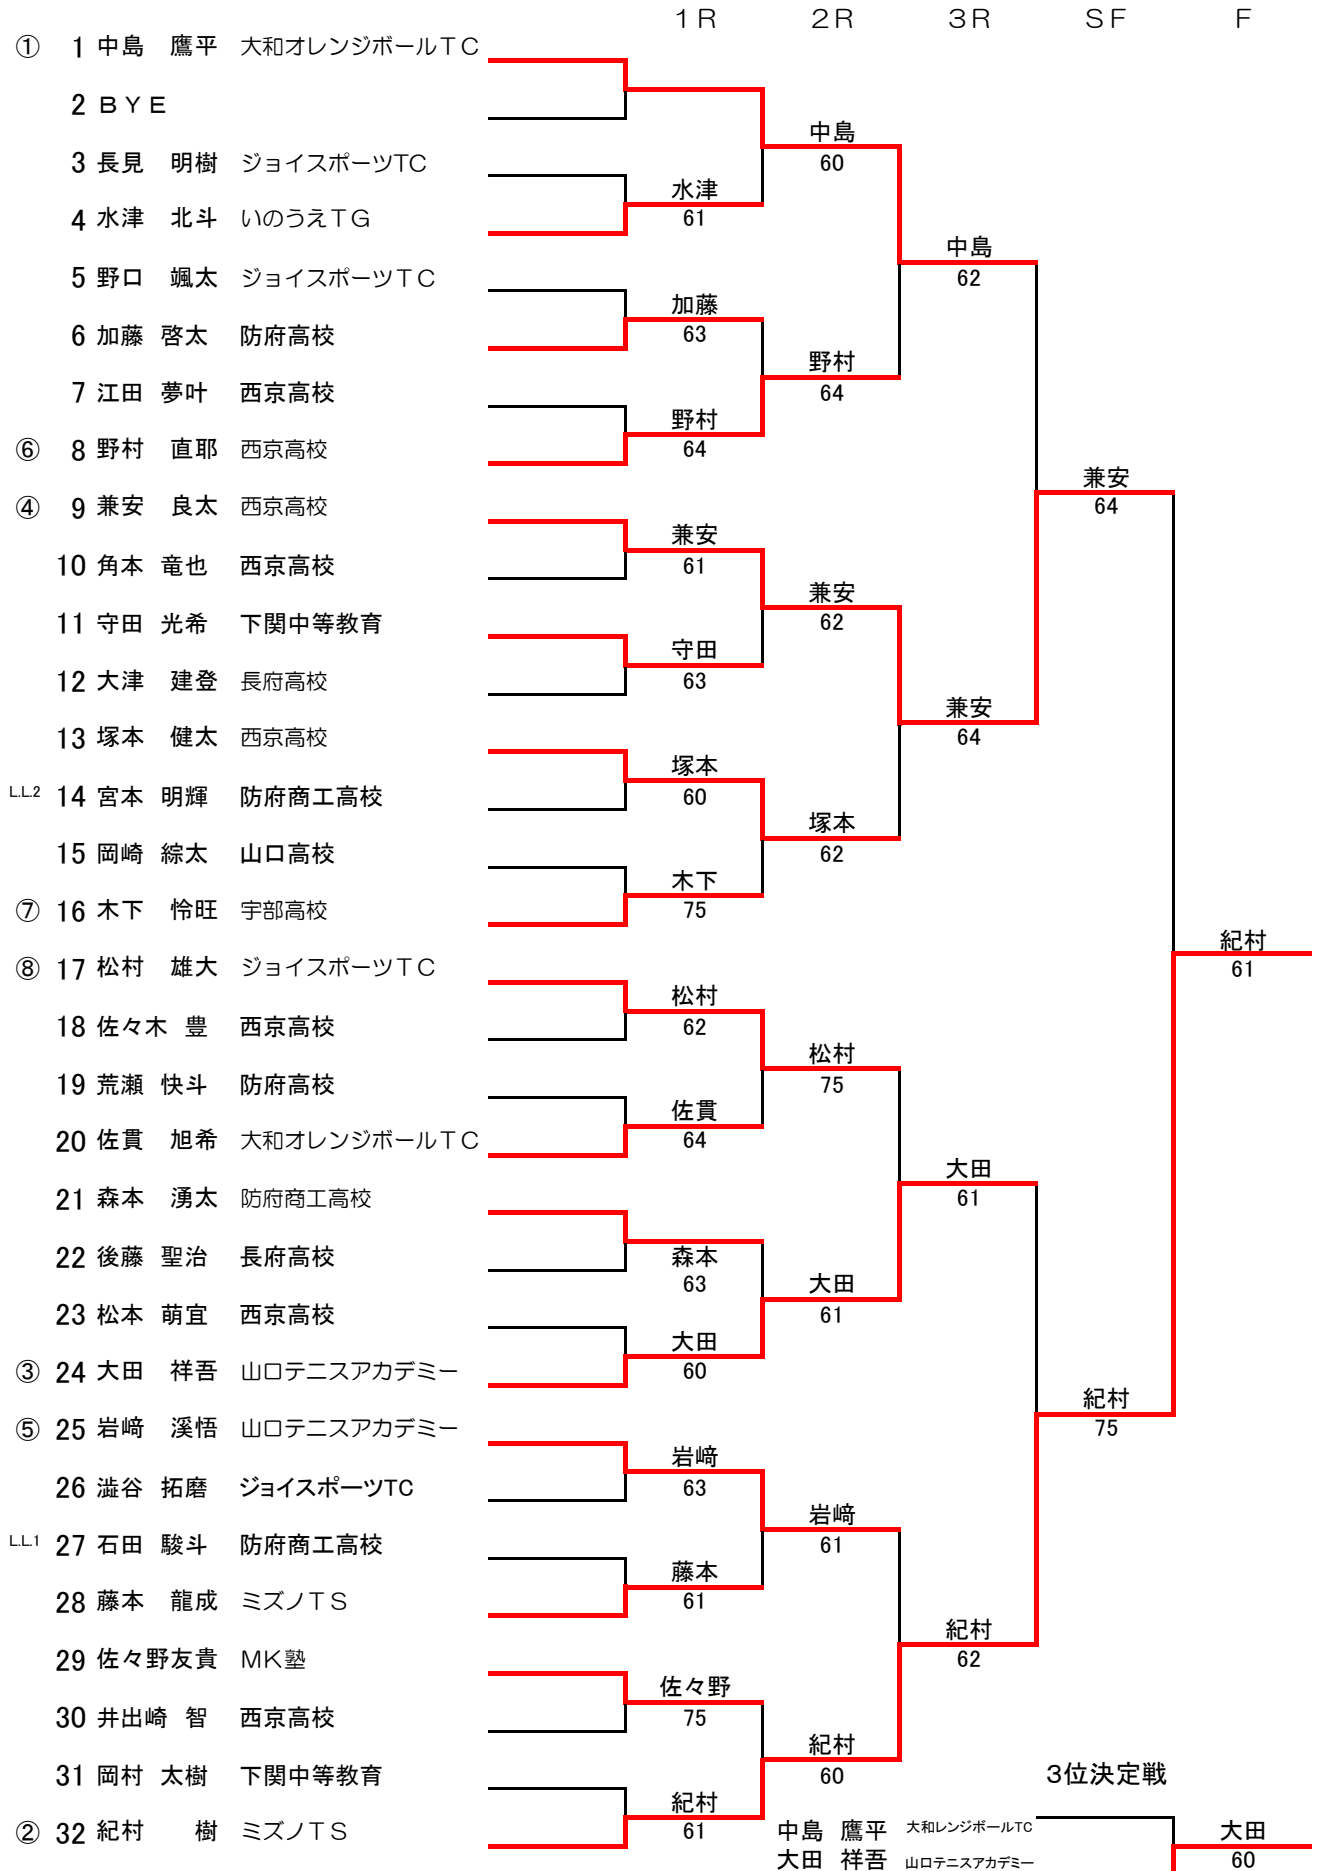 1R 2R 3R SF F
① 1 中島 鷹平 大和オレンジボールTC
2 BYE
中島
60
3 長見 明樹 ジョイスポーツTC
水津
61
4 水津 北斗 いのうえTG
中島
62
5 野口 颯太 ジョイスポーツTC
加藤
63
6 加藤 啓太 防府高校
野村
64
7 江田 夢叶 西京高校
野村
64
⑥ 8 野村 直耶 西京高校
兼安
64
④ 9 兼安 良太 西京高校
兼安
61
10 角本 竜也 西京高校
兼安
62
11 守田 光希 下関中等教育
守田
63
12 大津 建登 長府高校
兼安
64
13 塚本 健太 西京高校
塚本
60
L.L.2 14 宮本 明輝 防府商工高校
塚本
62
15 岡崎 綜太 山口高校
木下
75
⑦ 16 木下 怜旺 宇部高校
紀村
61
⑧ 17 松村 雄大 ジョイスポーツTC
松村
62
18 佐々木 豊 西京高校
松村
75
19 荒瀬 快斗 防府高校
佐貫
64
20 佐貫 旭希 大和オレンジボールTC
大田
61
21 森本 湧太 防府商工高校
22 後藤 聖治 長府高校
森本
63
大田
61
23 松本 萌宜 西京高校
大田
60
③ 24 大田 祥吾 山口テニスアカデミー
紀村
75
⑤ 25 岩﨑 溪悟 山口テニスアカデミー
岩﨑
63
26 澁谷 拓磨 ジョイスポーツTC
岩﨑
61
L.L.1 27 石田 駿斗 防府商工高校
藤本
61
28 藤本 龍成 ミズノTS
紀村
62
29 佐々野友貴 MK塾
佐々野
75
30 井出崎 智 西京高校
紀村
60
31 岡村 太樹 下関中等教育
3位決定戦
紀村
61
② 32 紀村 樹 ミズノTS
中島 鷹平 大和レンジボールTC
大田 祥吾 山口テニスアカデミー
大田
60